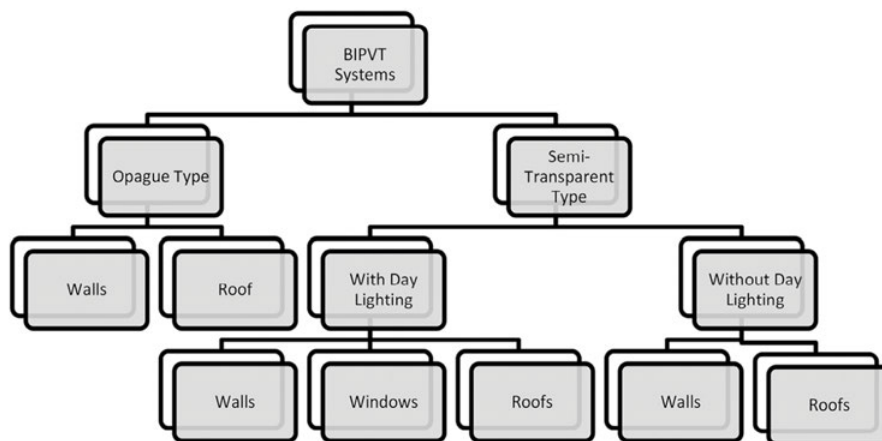 BIPVT
Systems
Opague Type
Semi-
Transparent
Type
Walls
Roof
With Day
Lighting
Without Day
Lighting
Walls
Windows
Roofs
Walls
Roofs